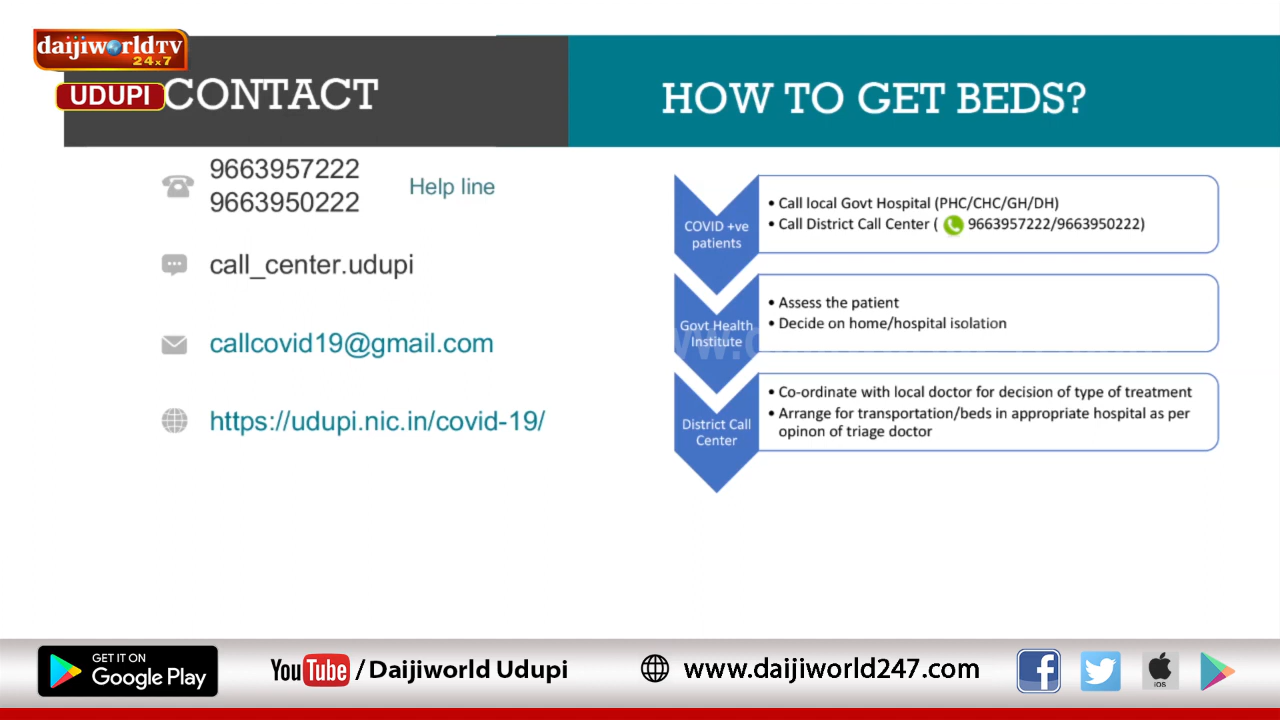 daijiworldTV
24x7
UDUPI
CONTACT
9663957222
9663950222
Help line
call_center.udupi
callcovid19@gmail.com
https://udupi.nic.in/covid-19/
HOW TO GET BEDS?
COVID +ve
patients
• Call local Govt Hospital (PHC/CHC/GH/DH)
• Call District Call Center ( 9663957222/9663950222)
Govt Health
Institute
• Assess the patient
• Decide on home/hospital isolation
District Call
Center
• Co-ordinate with local doctor for decision of type of treatment
• Arrange for transportation/beds in appropriate hospital as per
opinon of triage doctor
GET IT ON
Google Play
YouTube / Daijiworld Udupi
www.daijiworld247.com
iOS